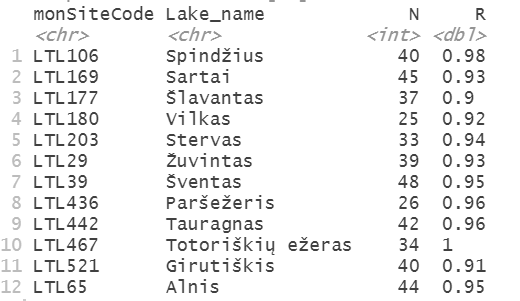 monSiteCode Lake_name N R
<chr> <chr> <int> <dbl>
1 LTL106 Spindžius 40 0.98
2 LTL169 Sartai 45 0.93
3 LTL177 Šlavantas 37 0.9
4 LTL180 Vilkas 25 0.92
5 LTL203 Stervas 33 0.94
6 LTL29 Žuvintas 39 0.93
7 LTL39 Šventas 48 0.95
8 LTL436 Paršežeris 26 0.96
9 LTL442 Tauragnas 42 0.96
10 LTL467 Totoriškių ežeras 34 1
11 LTL521 Girutiškis 40 0.91
12 LTL65 Alnis 44 0.95